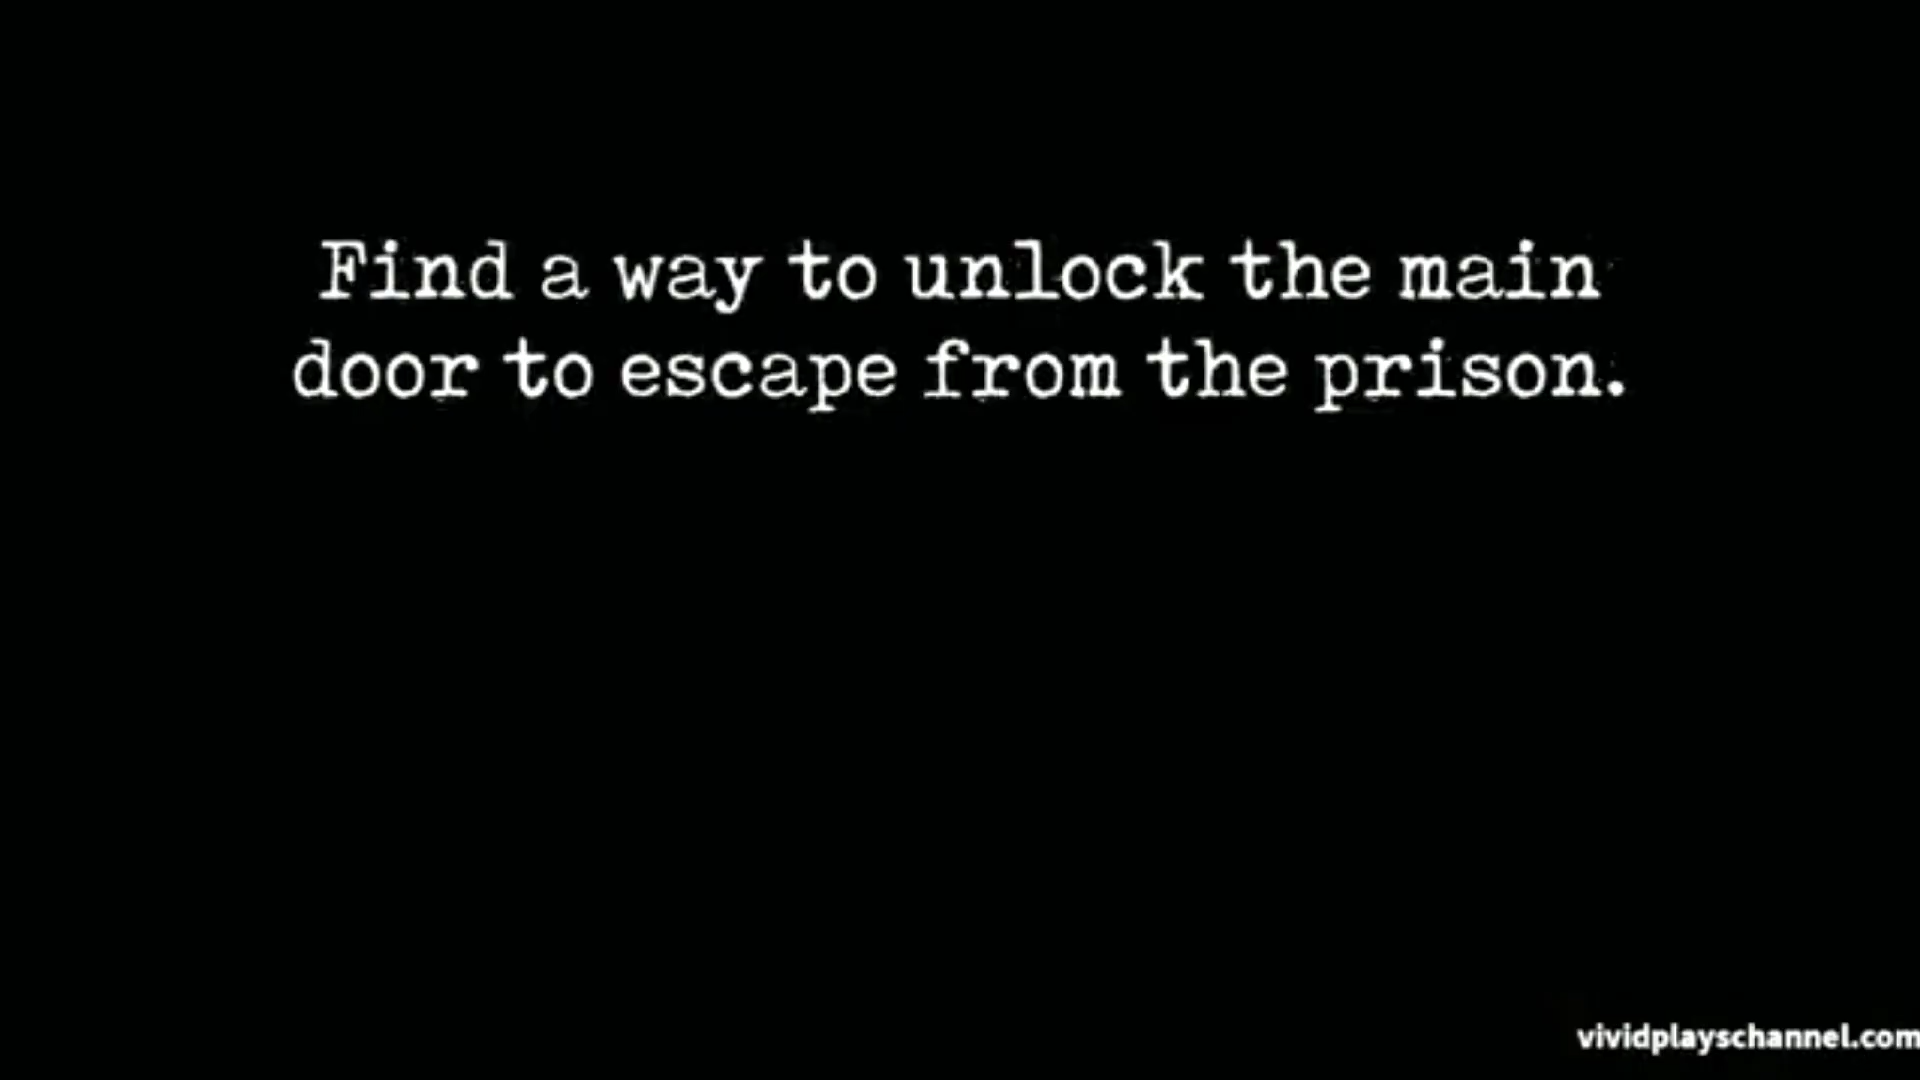 Find a way to unlock the main
door to escape from the prison.
vividplayschannel.com